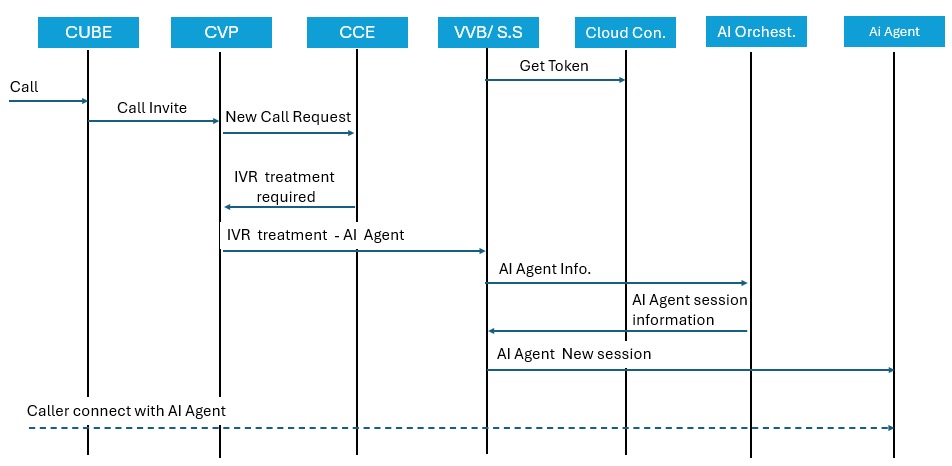 CUBE
CVP
CCE
VVB/ S.S
Cloud Con.
AI Orchest.
Ai Agent
Get Token
Call
Call Invite
New Call Request
IVR treatment
required
IVR treatment - AI Agent
AI Agent Info.
AI Agent session
information
AI Agent New session
Caller connect with AI Agent